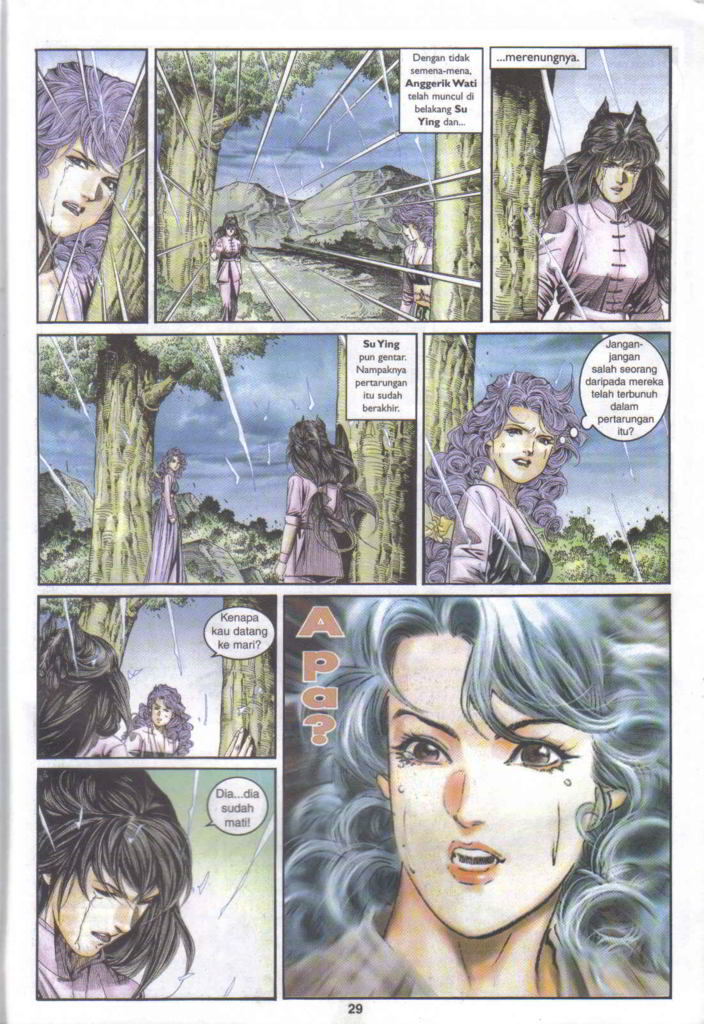 Dengan tidak
semena-mena,
Anggerik Wati
telah muncul di
belakang Su
Ying dan...
...merenungnya.
Su Ying
pun gentar.
Nampaknya
pertarungan
itu sudah
berakhir.
Jangan-
jangan
salah seorang
daripada mereka
telah terbunuh
dalam
pertarungan
itu?
Kenapa
kau datang
ke mari?
Dia...dia
sudah
mati!
Apa?
29